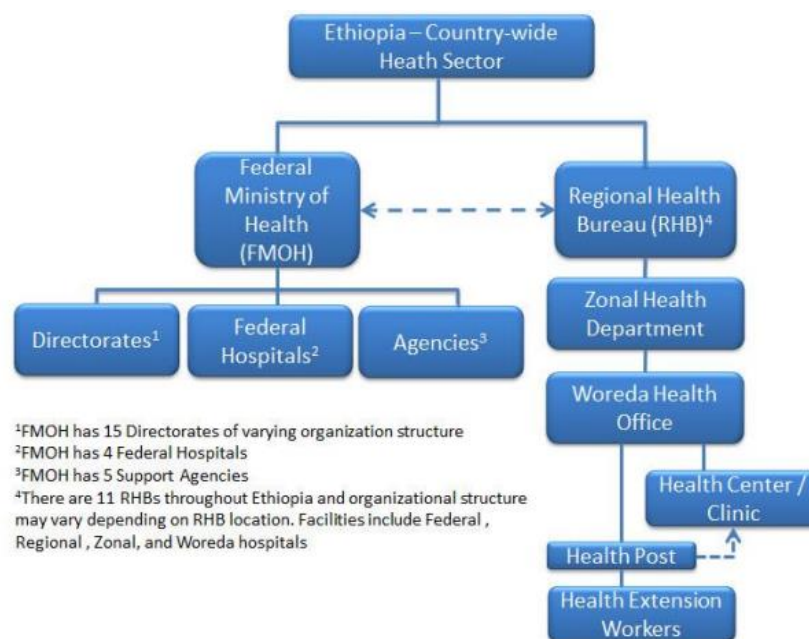 Ethiopia – Country-wide
Heath Sector
Federal
Ministry of
Health
(FMOH)
Regional Health
Bureau (RHB)⁴
Directorates¹
Federal
Hospitals²
Agencies³
Zonal Health
Department
Woreda Health
Office
Health Center /
Clinic
Health Post
Health Extension
Workers
¹FMOH has 15 Directorates of varying organization structure
²FMOH has 4 Federal Hospitals
³FMOH has 5 Support Agencies
⁴There are 11 RHBs throughout Ethiopia and organizational structure
may vary depending on RHB location. Facilities include Federal ,
Regional , Zonal, and Woreda hospitals